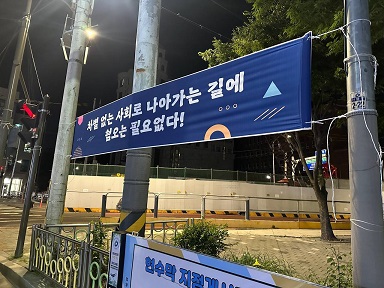 차별 없는 사회로 나아가는 길에
혐오는 필요없다!
현수막 지정게시